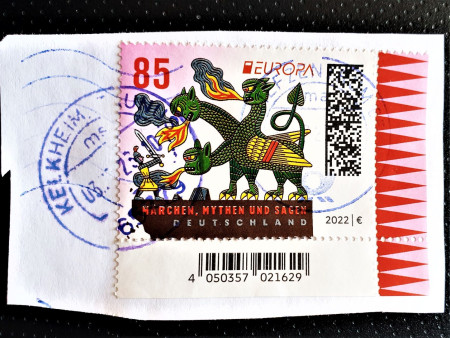 85
EUROPA
KELKHEIM
MÄRCHEN, MYTHEN UND SAGEN
DEUTSCHLAND
2022 | €
4 050357 021629